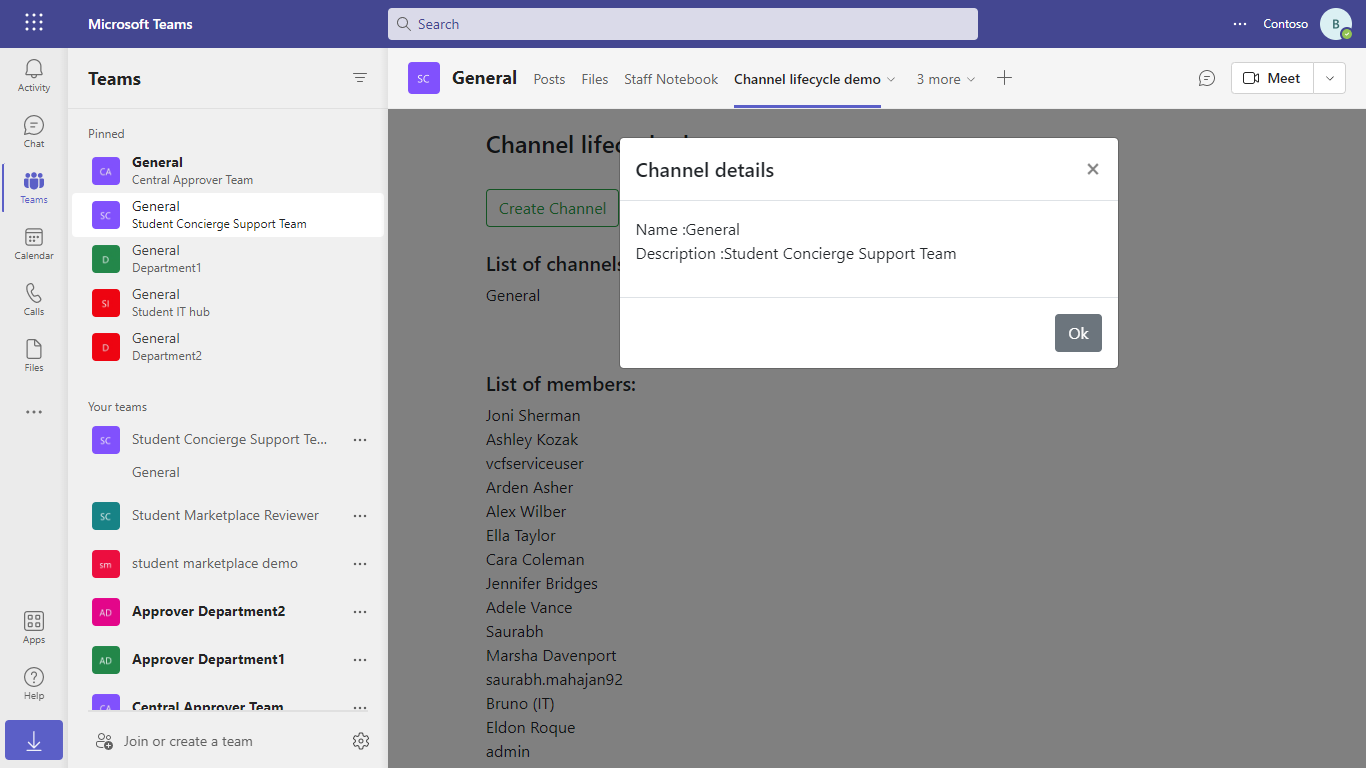 Microsoft Teams
Search
Contoso
B
Activity
Chat
Teams
Calendar
Calls
Files
Apps
Help
Teams
Pinned
CA
General
Central Approver Team
SC
General
Student Concierge Support Team
D
General
Department1
SI
General
Student IT hub
D
General
Department2
Your teams
SC
Student Concierge Support Te...
General
SC
Student Marketplace Reviewer
sm
student marketplace demo
AD
Approver Department2
AD
Approver Department1
CA
Central Approver Team
Join or create a team
SC
General
Posts
Files
Staff Notebook
Channel lifecycle demo
3 more
Meet
Channel lifec
Create Channel
List of channels
General
Channel details
×
Name :General
Description :Student Concierge Support Team
Ok
List of members:
Joni Sherman
Ashley Kozak
vcfserviceuser
Arden Asher
Alex Wilber
Ella Taylor
Cara Coleman
Jennifer Bridges
Adele Vance
Saurabh
Marsha Davenport
saurabh.mahajan92
Bruno (IT)
Eldon Roque
admin